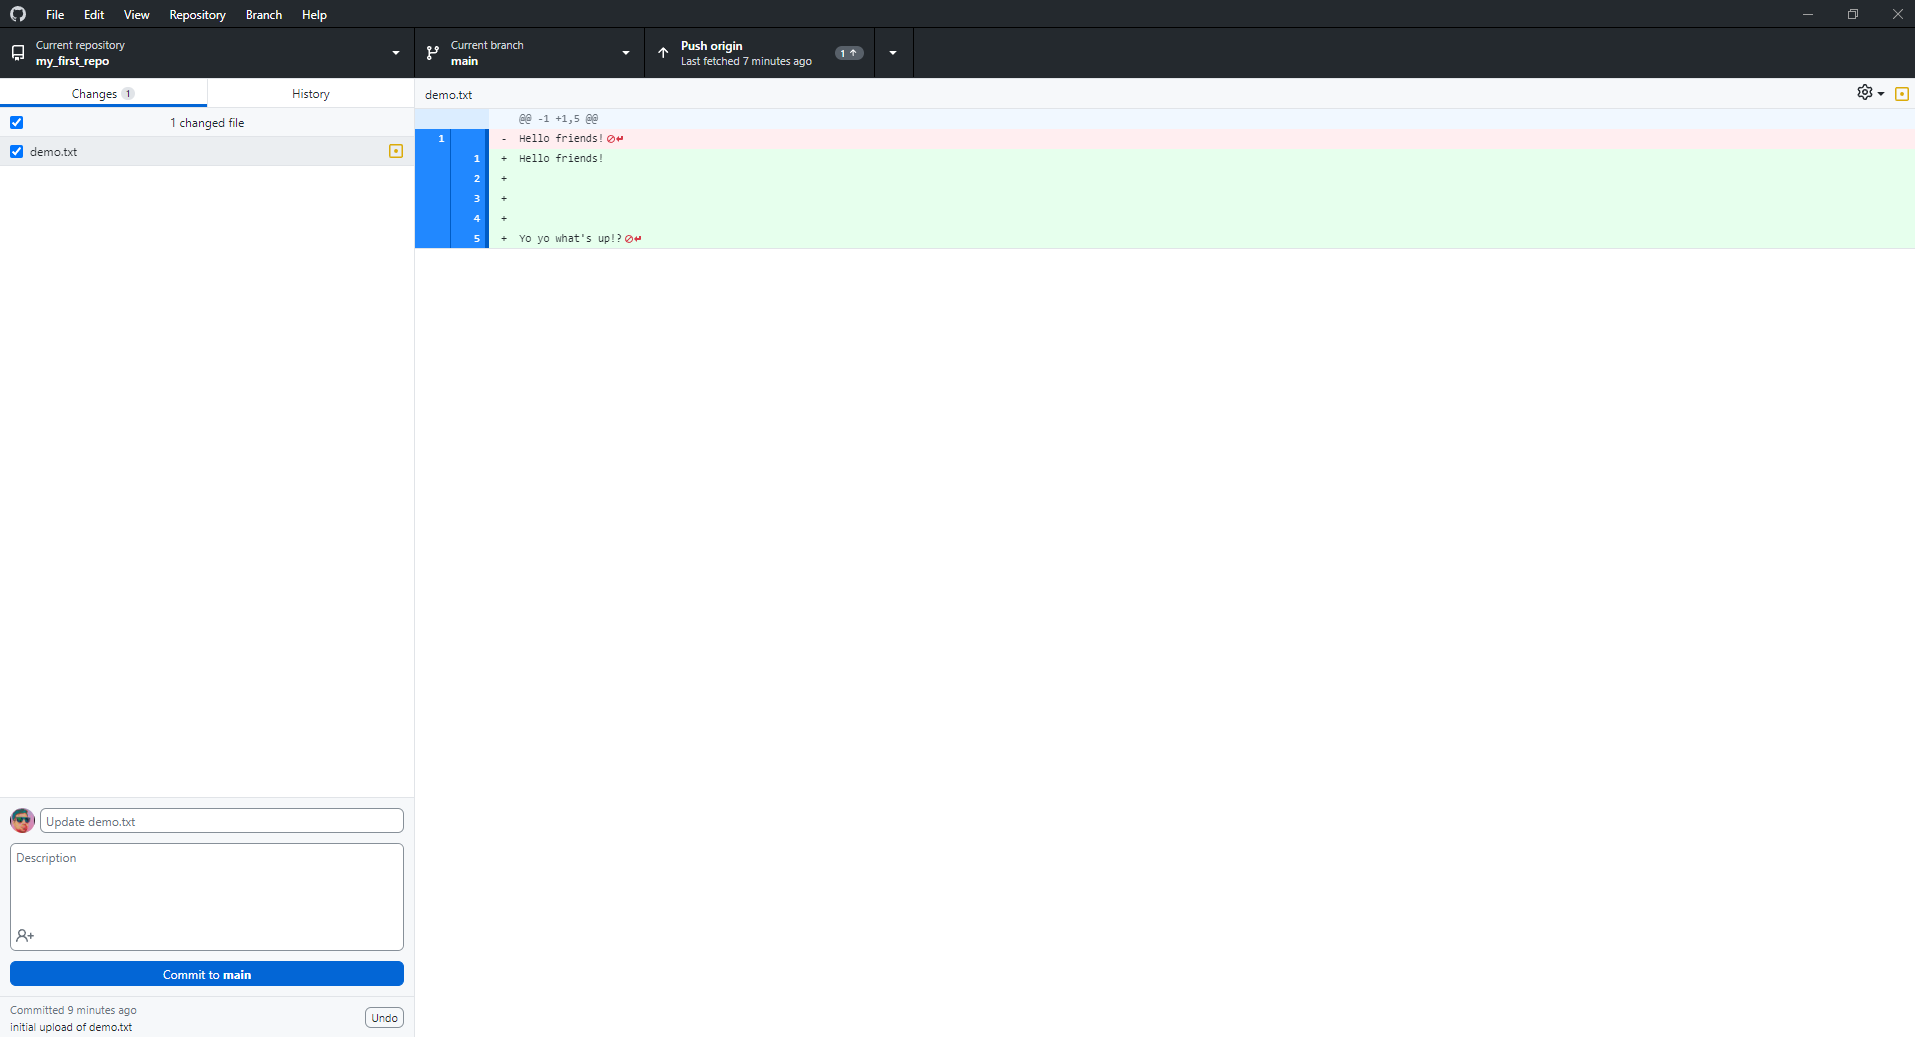 File Edit View Repository Branch Help
Current repository
my_first_repo
Current branch
main
Push origin
Last fetched 7 minutes ago
1
Changes 1
History
1 changed file
demo.txt
demo.txt
@@ -1 +1,5 @@
1 - Hello friends!
1 + Hello friends!
2 +
3 +
4 +
5 + Yo yo what's up!?
Update demo.txt
Description
Commit to main
Committed 9 minutes ago
initial upload of demo.txt
Undo